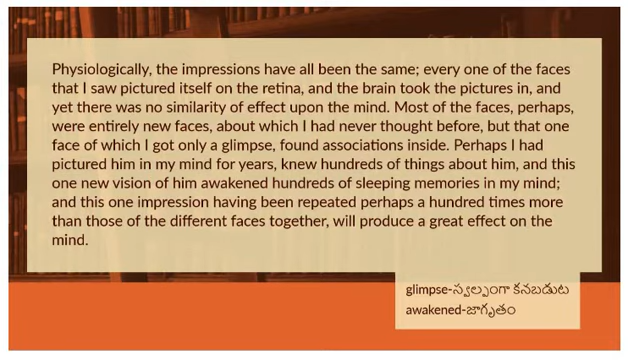 Physiologically, the impressions have all been the same; every one of the faces
that I saw pictured itself on the retina, and the brain took the pictures in, and
yet there was no similarity of effect upon the mind. Most of the faces, perhaps,
were entirely new faces, about which I had never thought before, but that one
face of which I got only a glimpse, found associations inside. Perhaps I had
pictured him in my mind for years, knew hundreds of things about him, and this
one new vision of him awakened hundreds of sleeping memories in my mind;
and this one impression having been repeated perhaps a hundred times more
than those of the different faces together, will produce a great effect on the
mind.
glimpse-స్వల్పంగా కనబడుట
awakened-జాగృతం